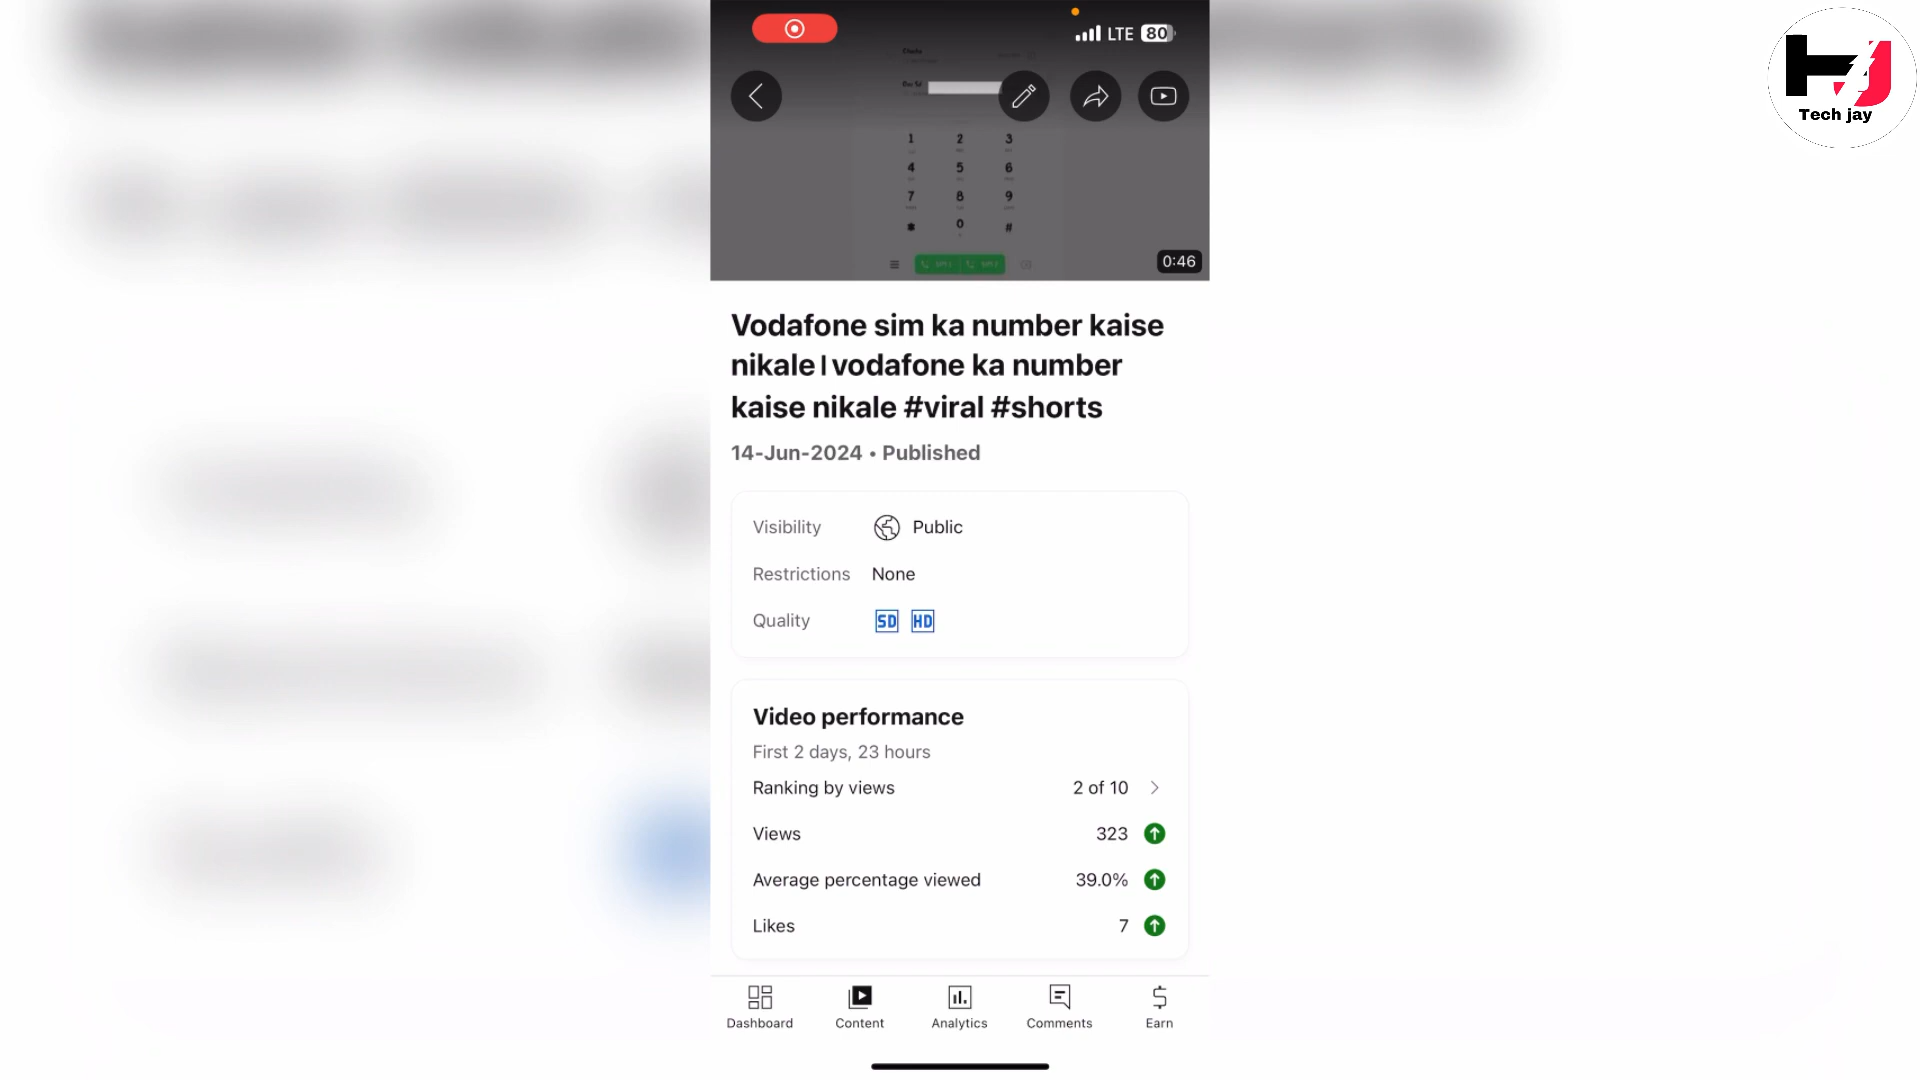 LTE 80
Tech jay
1 2 3
4 5 6
7 8 9
* 0 #
0:46
Vodafone sim ka number kaise
nikale । vodafone ka number
kaise nikale #viral #shorts
14-Jun-2024 • Published
Visibility Public
Restrictions None
Quality SD HD
Video performance
First 2 days, 23 hours
Ranking by views 2 of 10
Views 323
Average percentage viewed 39.0%
Likes 7
Dashboard Content Analytics Comments Earn